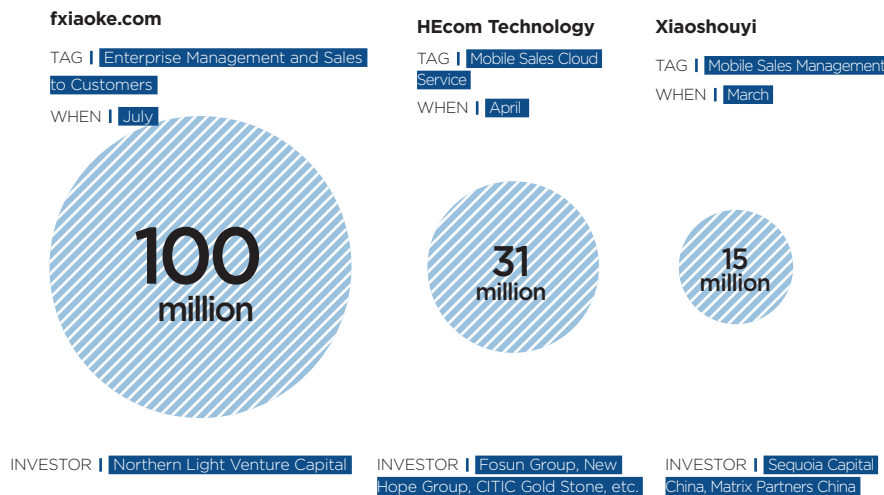 fxiaoke.com
TAG | Enterprise Management and Sales
to Customers
WHEN | July
100
million
INVESTOR | Northern Light Venture Capital
HEcom Technology
TAG | Mobile Sales Cloud
Service
WHEN | April
31
million
INVESTOR | Fosun Group, New
Hope Group, CITIC Gold Stone, etc.
Xiaoshouyi
TAG | Mobile Sales Management
WHEN | March
15
million
INVESTOR | Sequoia Capital
China, Matrix Partners China